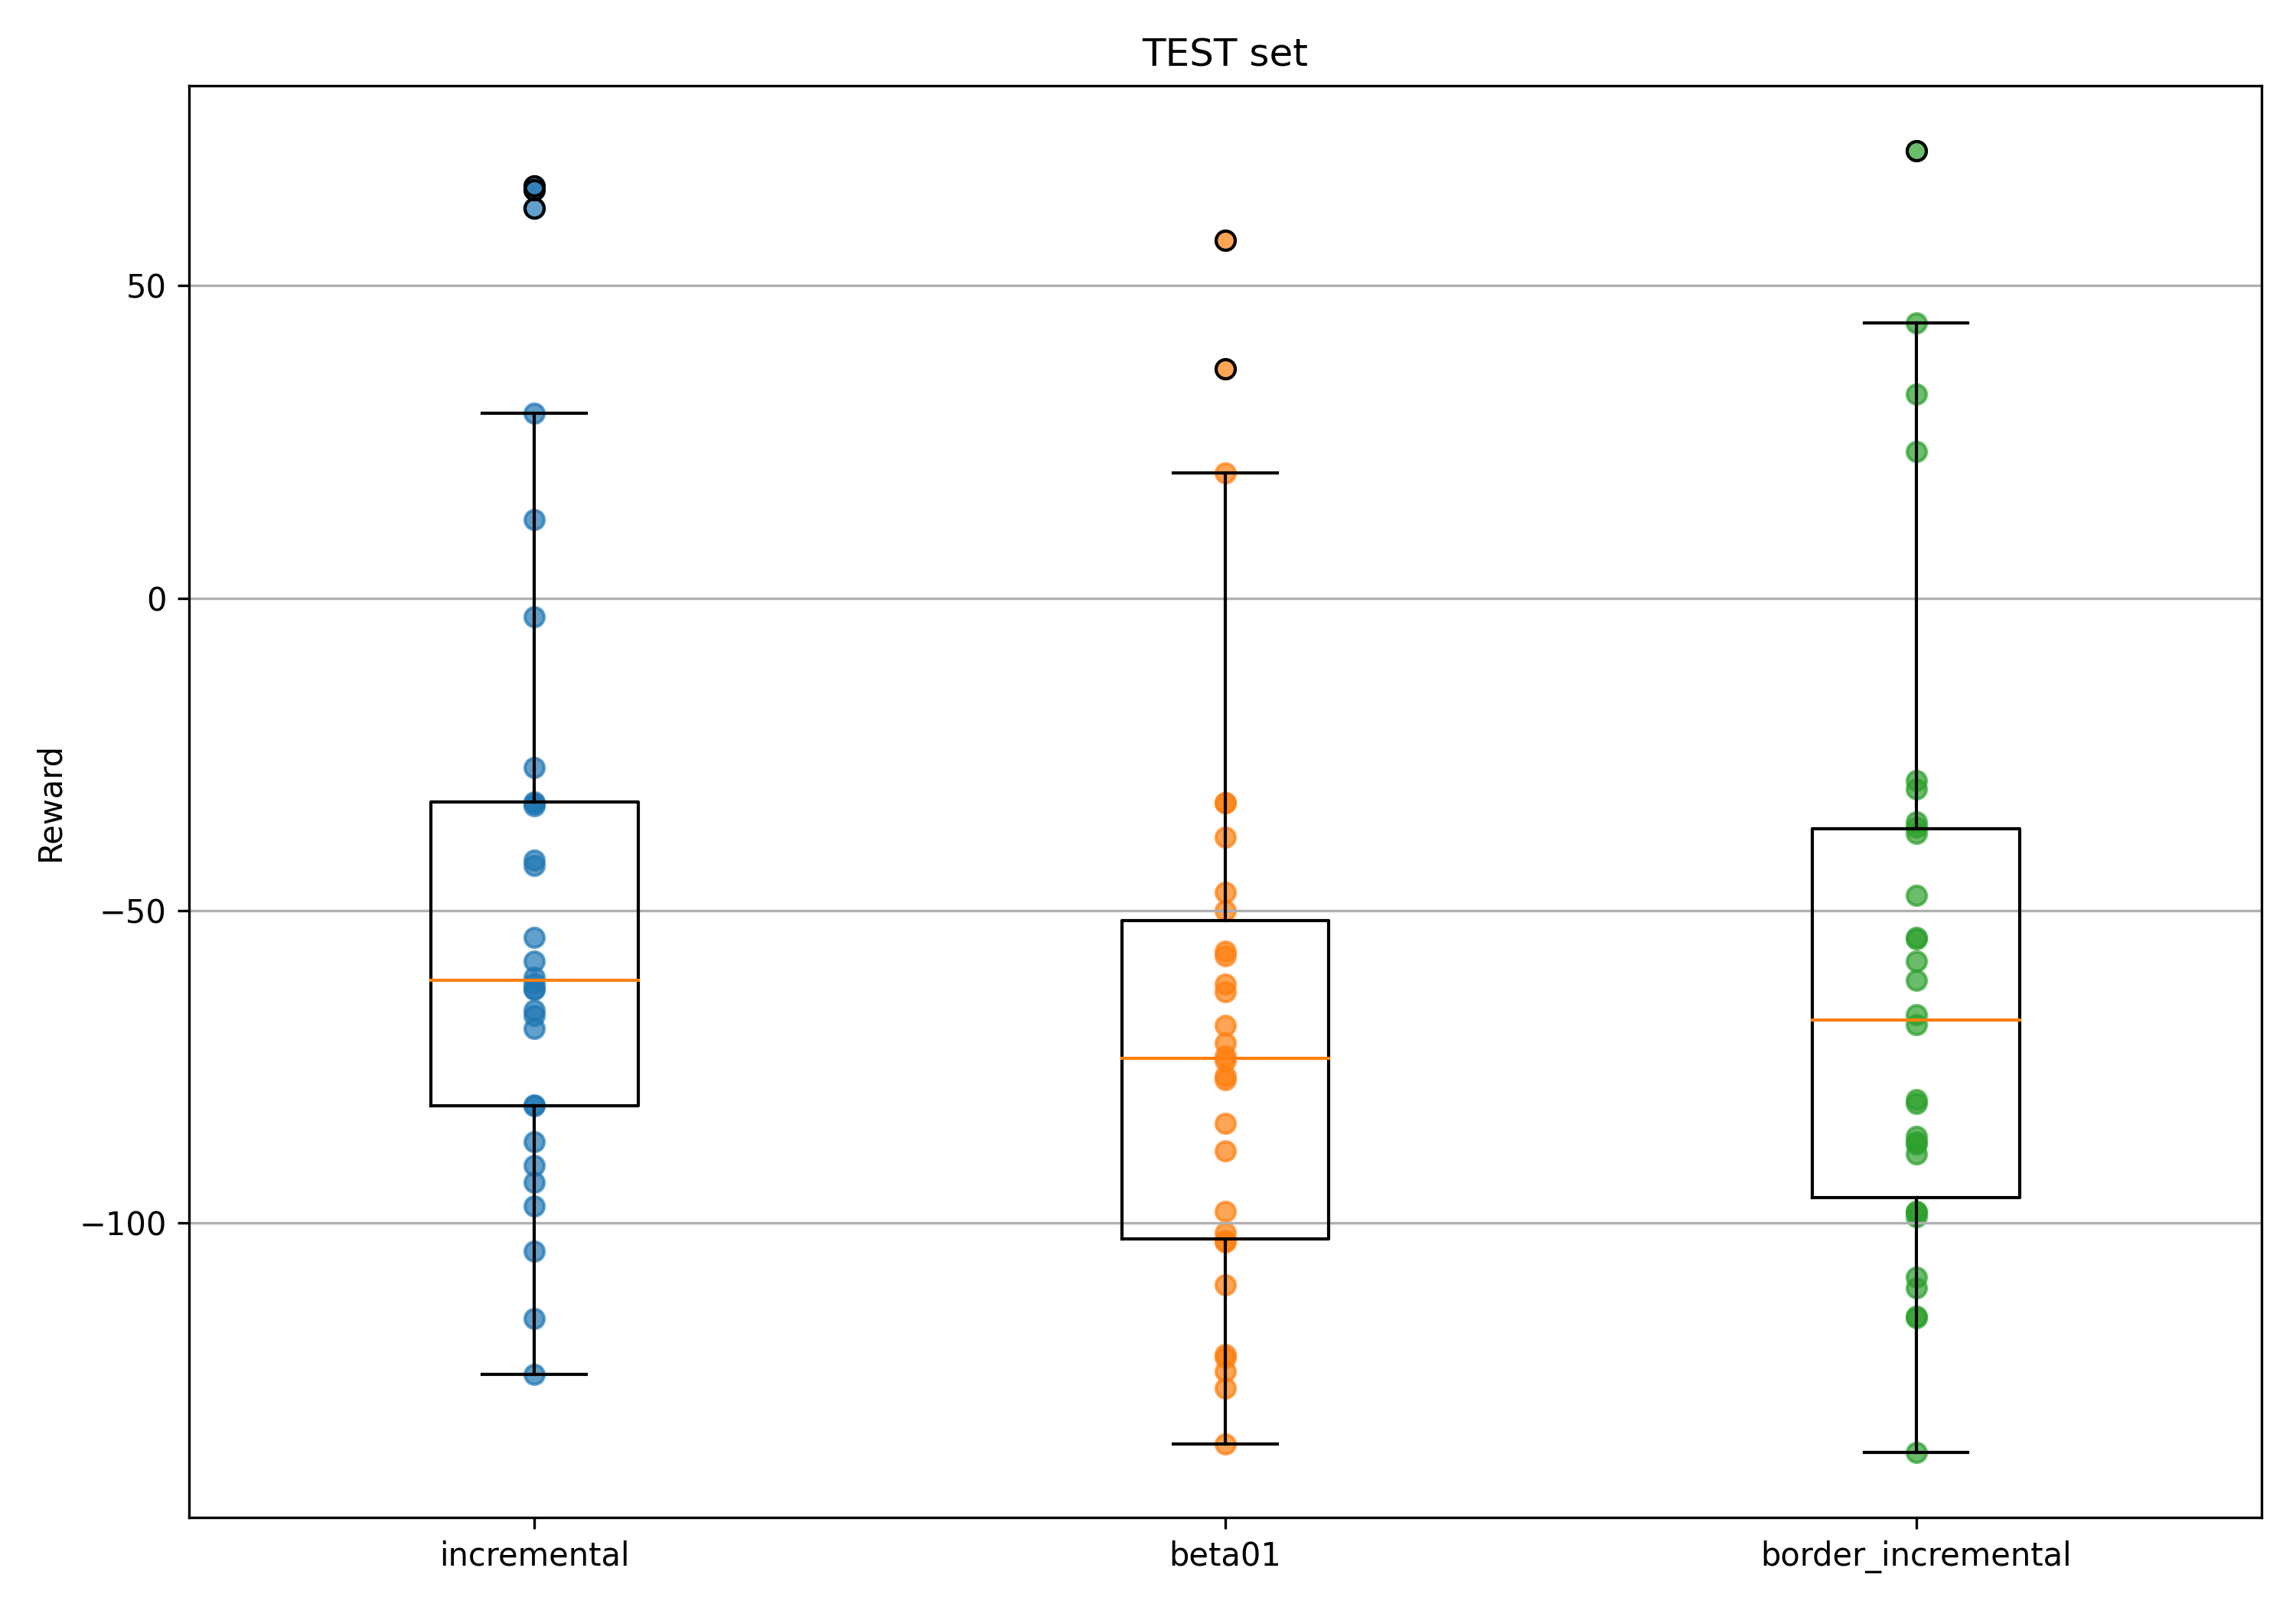 TEST set
Reward
50
0
−50
−100
incremental
beta01
border_incremental